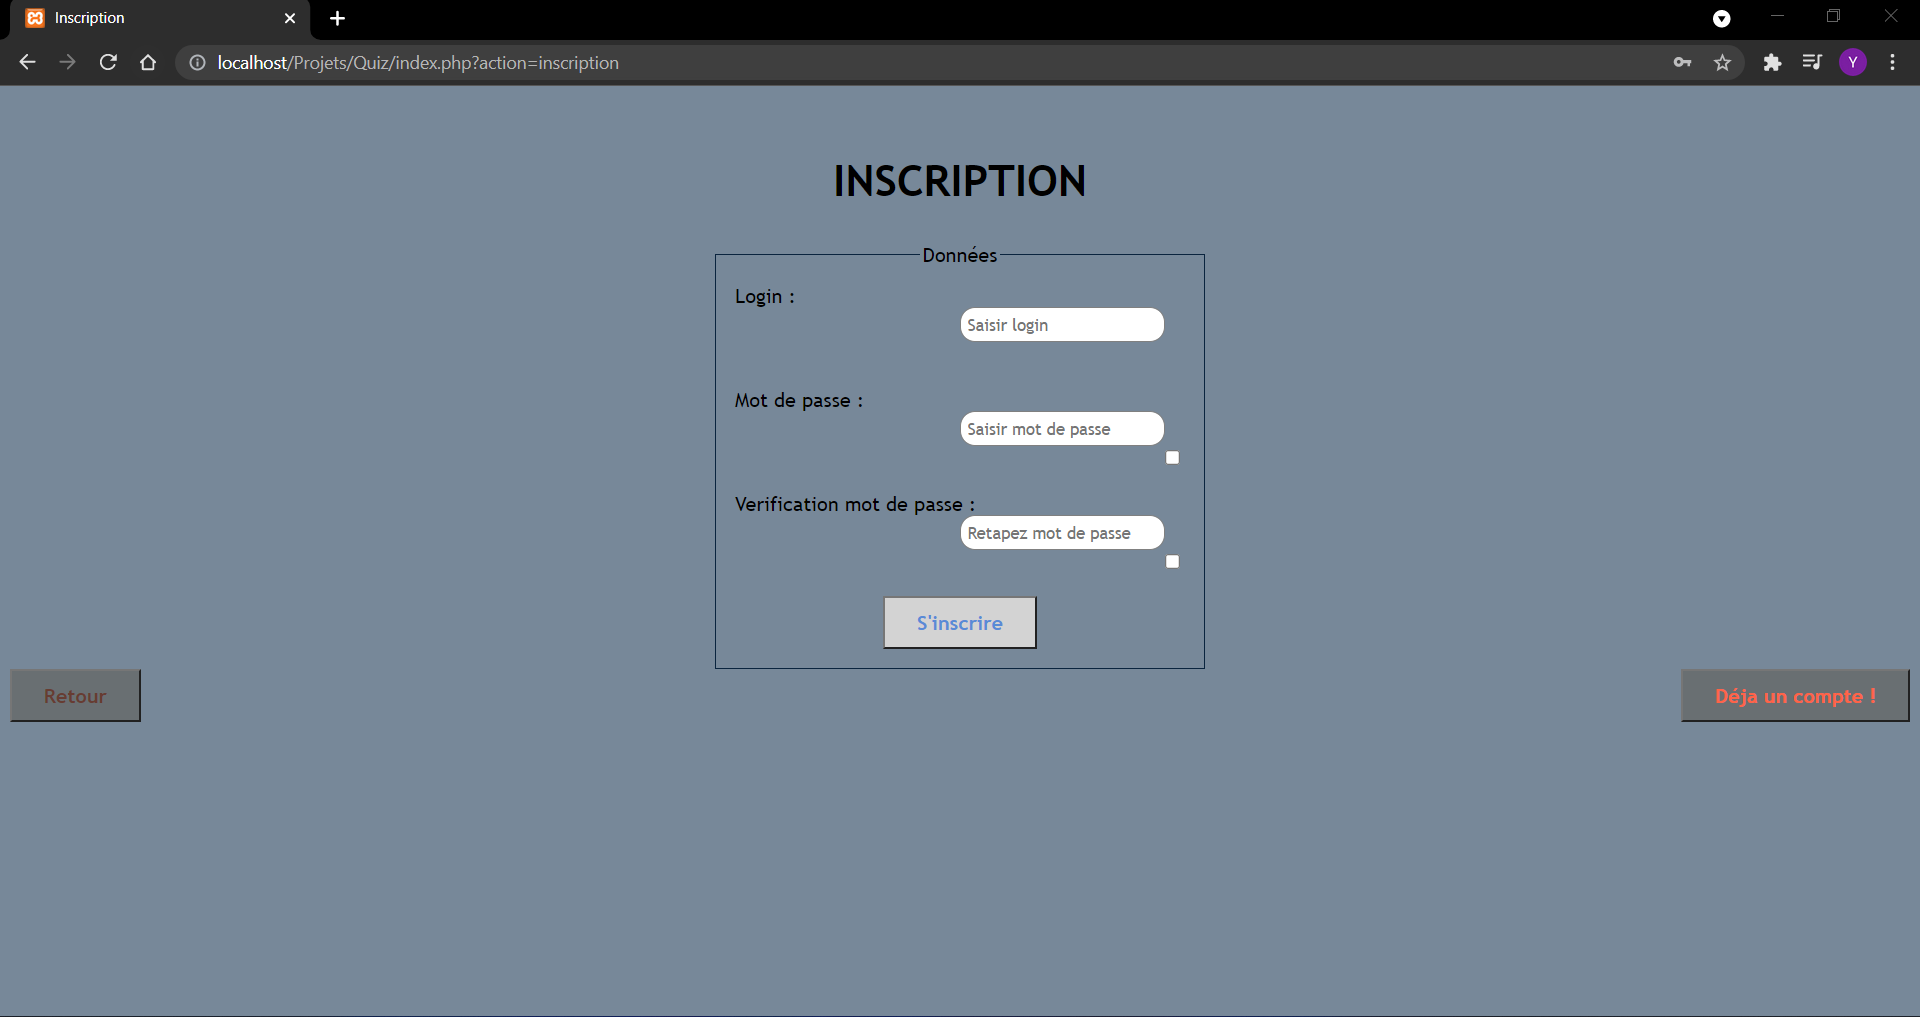 Inscription
localhost/Projets/Quiz/index.php?action=inscription
Y
INSCRIPTION
Données
Login :
Saisir login
Mot de passe :
Saisir mot de passe
Verification mot de passe :
Retapez mot de passe
S'inscrire
Retour
Déja un compte !